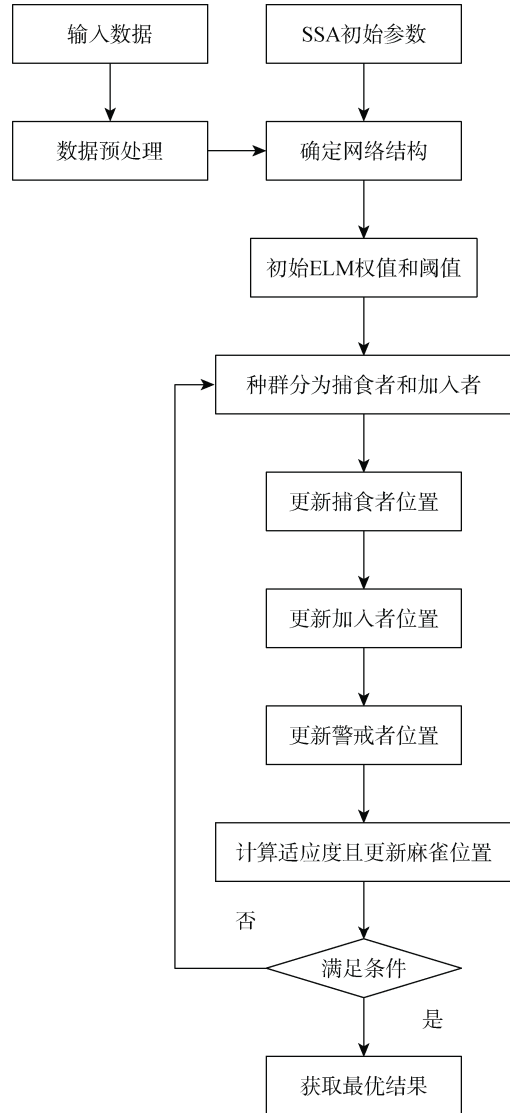 输入数据
SSA初始参数
数据预处理
确定网络结构
初始ELM权值和阈值
种群分为捕食者和加入者
更新捕食者位置
更新加入者位置
更新警戒者位置
计算适应度且更新麻雀位置
否
满足条件
是
获取最优结果